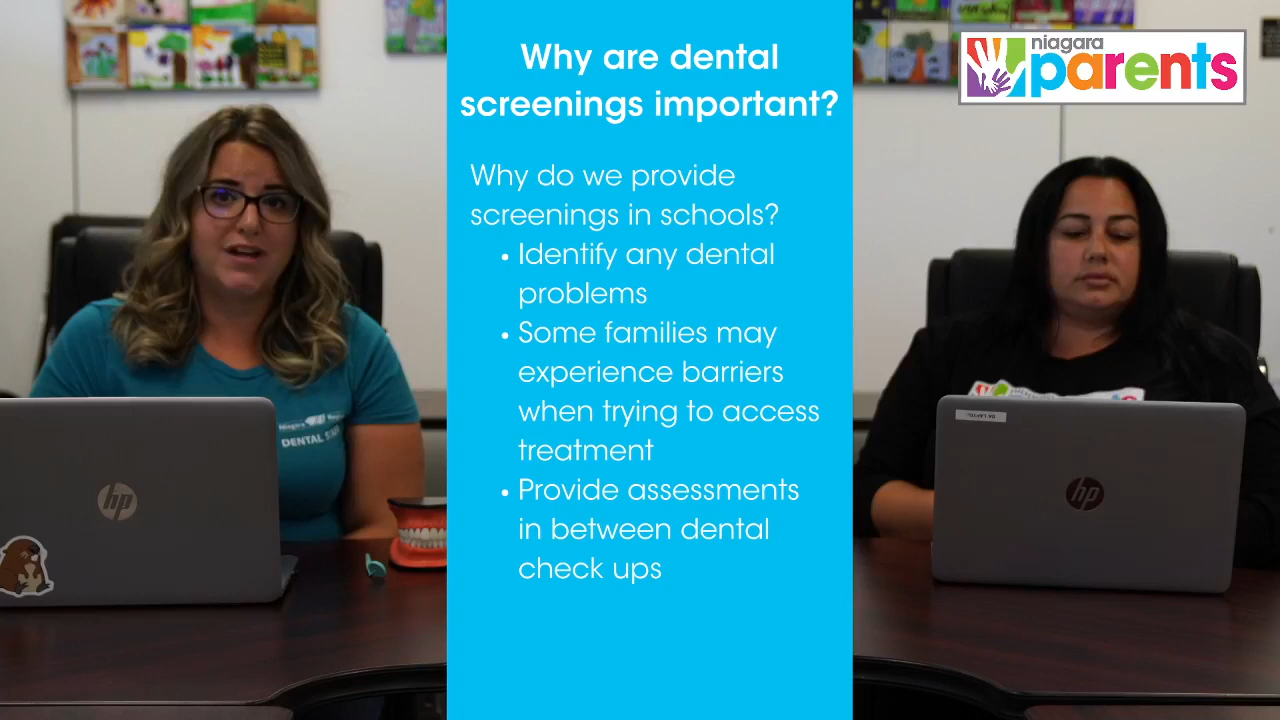 Why are dental
screenings important?
niagara
parents
Why do we provide
screenings in schools?
• Identify any dental
problems
• Some families may
experience barriers
when trying to access
treatment
• Provide assessments
in between dental
check ups
Niagara
DENTAL
hp
hp